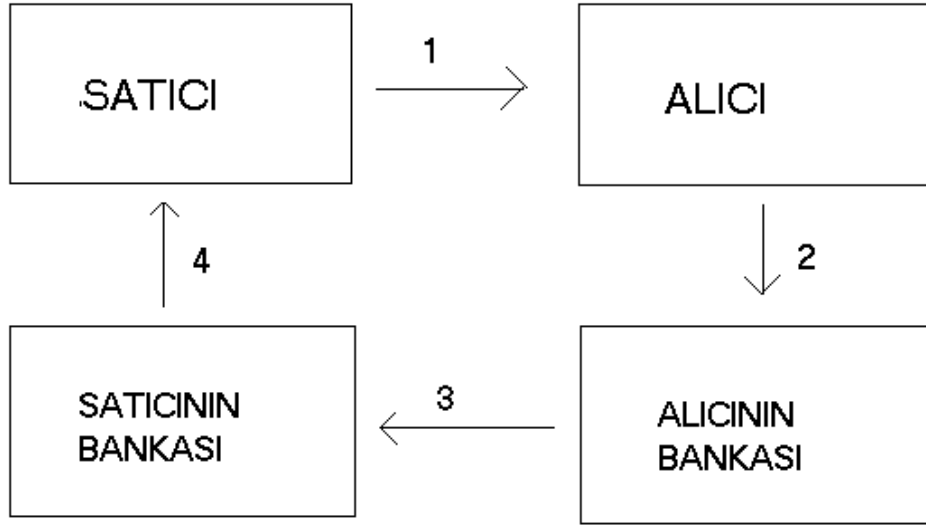 SATICI
1
ALICI
4
2
SATICININ
BANKASI
3
ALICININ
BANKASI